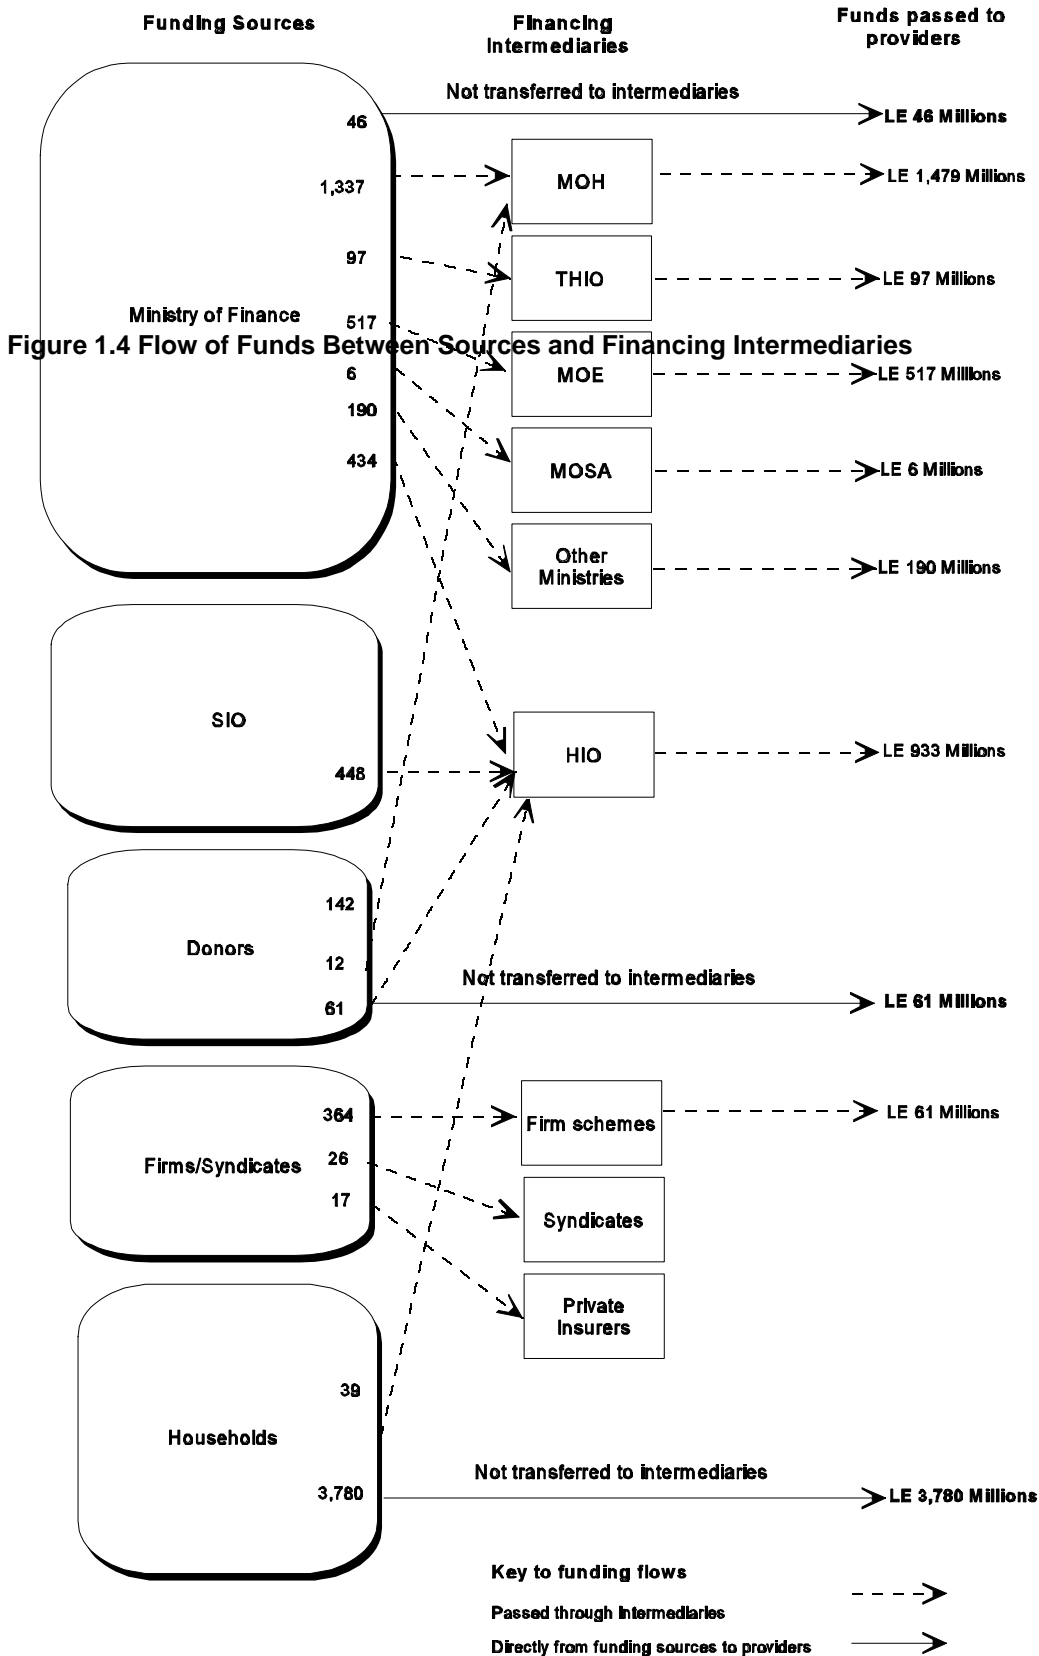 Funding Sources
Financing
Intermediaries
Funds passed to
providers
Not transferred to intermediaries
46
LE 46 Millions
1,337
MOH
LE 1,479 Millions
97
THIO
LE 97 Millions
Ministry of Finance
517
Figure 1.4 Flow of Funds Between Sources and Financing Intermediaries
6
MOE
LE 517 Millions
190
434
MOSA
LE 6 Millions
Other
Ministries
LE 190 Millions
SIO
448
HIO
LE 933 Millions
142
Donors
12
Not transferred to intermediaries
61
LE 61 Millions
364
Firm schemes
LE 61 Millions
Firms/Syndicates
26
17
Syndicates
Private
Insurers
39
Households
Not transferred to intermediaries
3,780
LE 3,780 Millions
Key to funding flows
Passed through intermediaries
Directly from funding sources to providers